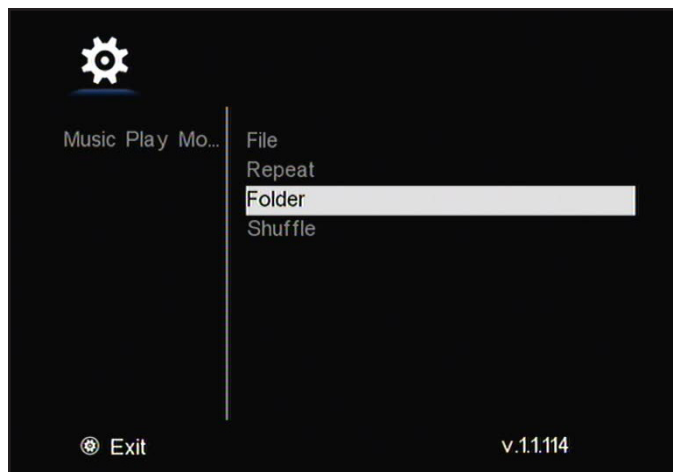 Music Play Mo...
File
Repeat
Folder
Shuffle
Exit
v.1.1.114